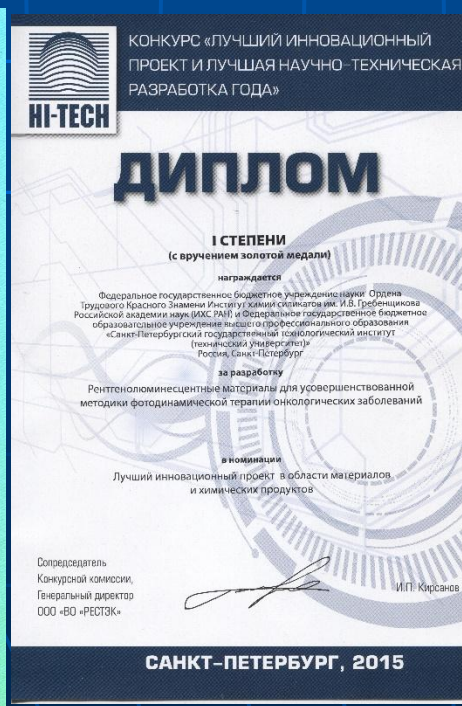 КОНКУРС «ЛУЧШИЙ ИННОВАЦИОННЫЙ
ПРОЕКТ И ЛУЧШАЯ НАУЧНО-ТЕХНИЧЕСКАЯ
РАЗРАБОТКА ГОДА»
HI-TECH
ДИПЛОМ
I СТЕПЕНИ
(с вручением золотой медали)
награждается
Федеральное государственное бюджетное учреждение науки Ордена
Трудового Красного Знамени Институт химии силикатов им. И.В. Гребенщикова
Российской академии наук (ИХС РАН) и Федеральное государственное бюджетное
образовательное учреждение высшего профессионального образования
«Санкт-Петербургский государственный технологический институт
(технический университет)»
Россия, Санкт-Петербург
за разработку
Рентгенолюминесцентные материалы для усовершенствованной
методики фотодинамической терапии онкологических заболеваний
в номинации
Лучший инновационный проект в области материалов
и химических продуктов
Сопредседатель
Конкурсной комиссии,
Генеральный директор
ООО «ВО «РЕСТЭК»
И.П. Кирсанов
САНКТ-ПЕТЕРБУРГ, 2015